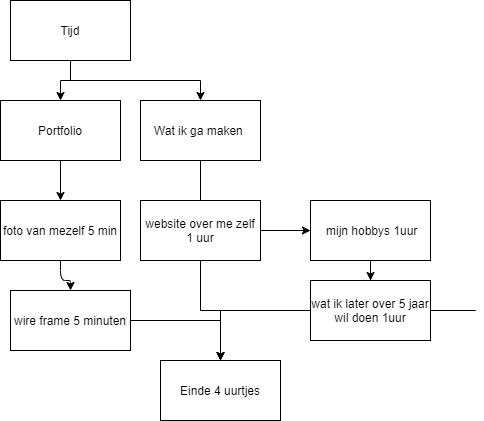 Tijd
Portfolio
Wat ik ga maken
foto van mezelf 5 min
website over me zelf
1 uur
mijn hobbys 1uur
wire frame 5 minuten
wat ik later over 5 jaar
wil doen 1uur
Einde 4 uurtjes